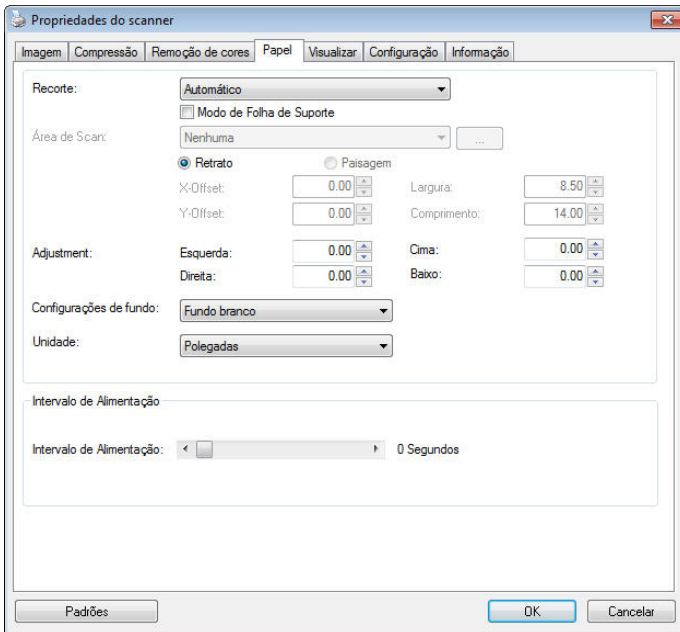 Propriedades do scanner
Imagem Compressão Remoção de cores Papel Visualizar Configuração Informação
Recorte: Automático
Modo de Folha de Suporte
Área de Scan: Nenhuma ...
Retrato Paisagem
X-Offset: 0.00 Largura: 8.50
Y-Offset: 0.00 Comprimento: 14.00
Adjustment: Esquerda: 0.00 Cima: 0.00
Direita: 0.00 Baixo: 0.00
Configurações de fundo: Fundo branco
Unidade: Polegadas
Intervalo de Alimentação
Intervalo de Alimentação: 0 Segundos
Padrões OK Cancelar